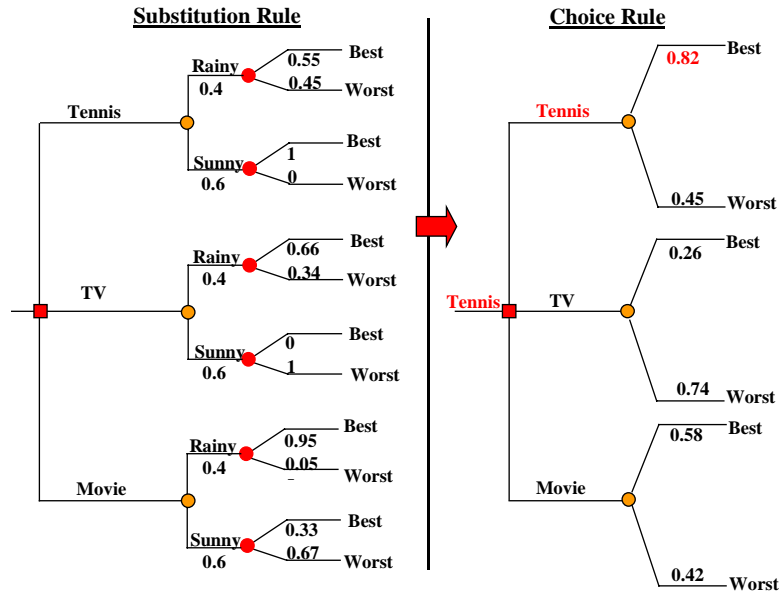 Substitution Rule
Rainy
0.4
0.55
0.45
Best
Worst
Tennis
Sunny
0.6
1
0
Best
Worst
Rainy
0.4
0.66
0.34
Best
Worst
TV
Sunny
0.6
0
1
Best
Worst
Rainy
0.4
0.95
0.05
Best
Worst
Movie
Sunny
0.6
0.33
0.67
Best
Worst
Choice Rule
Tennis
Tennis
0.82
Best
0.45
Worst
TV
0.26
Best
0.74
Worst
Movie
0.58
Best
0.42
Worst